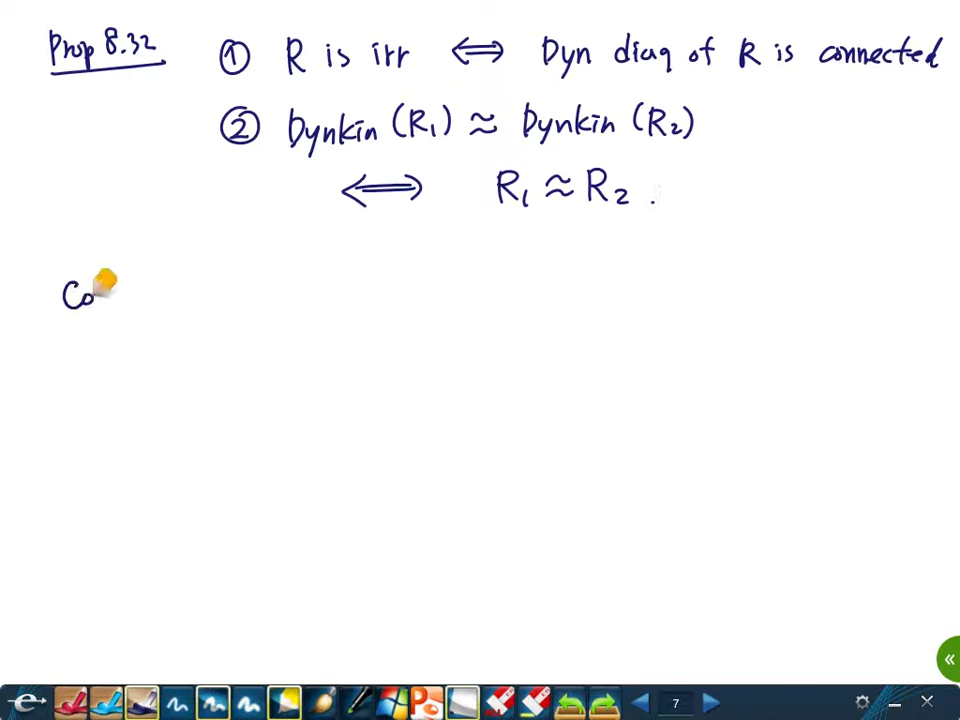 Prop 8.32 ① R is irr ⟺ Dyn diag of R is connected
② Dynkin (R₁) ≈ Dynkin (R₂)
⟺ R₁ ≈ R₂ .
Co
7